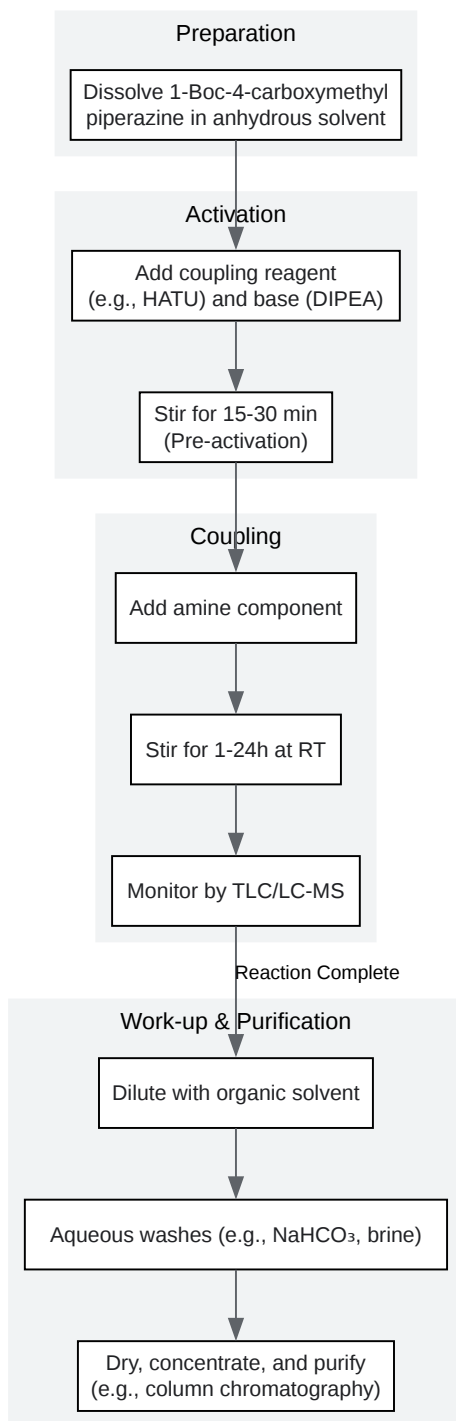 Preparation
Dissolve 1-Boc-4-carboxymethyl
piperazine in anhydrous solvent
Activation
Add coupling reagent
(e.g., HATU) and base (DIPEA)
Stir for 15-30 min
(Pre-activation)
Coupling
Add amine component
Stir for 1-24h at RT
Monitor by TLC/LC-MS
Reaction Complete
Work-up & Purification
Dilute with organic solvent
Aqueous washes (e.g., NaHCO₃, brine)
Dry, concentrate, and purify
(e.g., column chromatography)